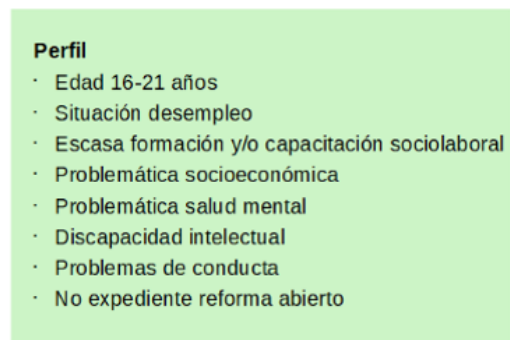 Perfil
· Edad 16-21 años
· Situación desempleo
· Escasa formación y/o capacitación sociolaboral
· Problemática socioeconómica
· Problemática salud mental
· Discapacidad intelectual
· Problemas de conducta
· No expediente reforma abierto